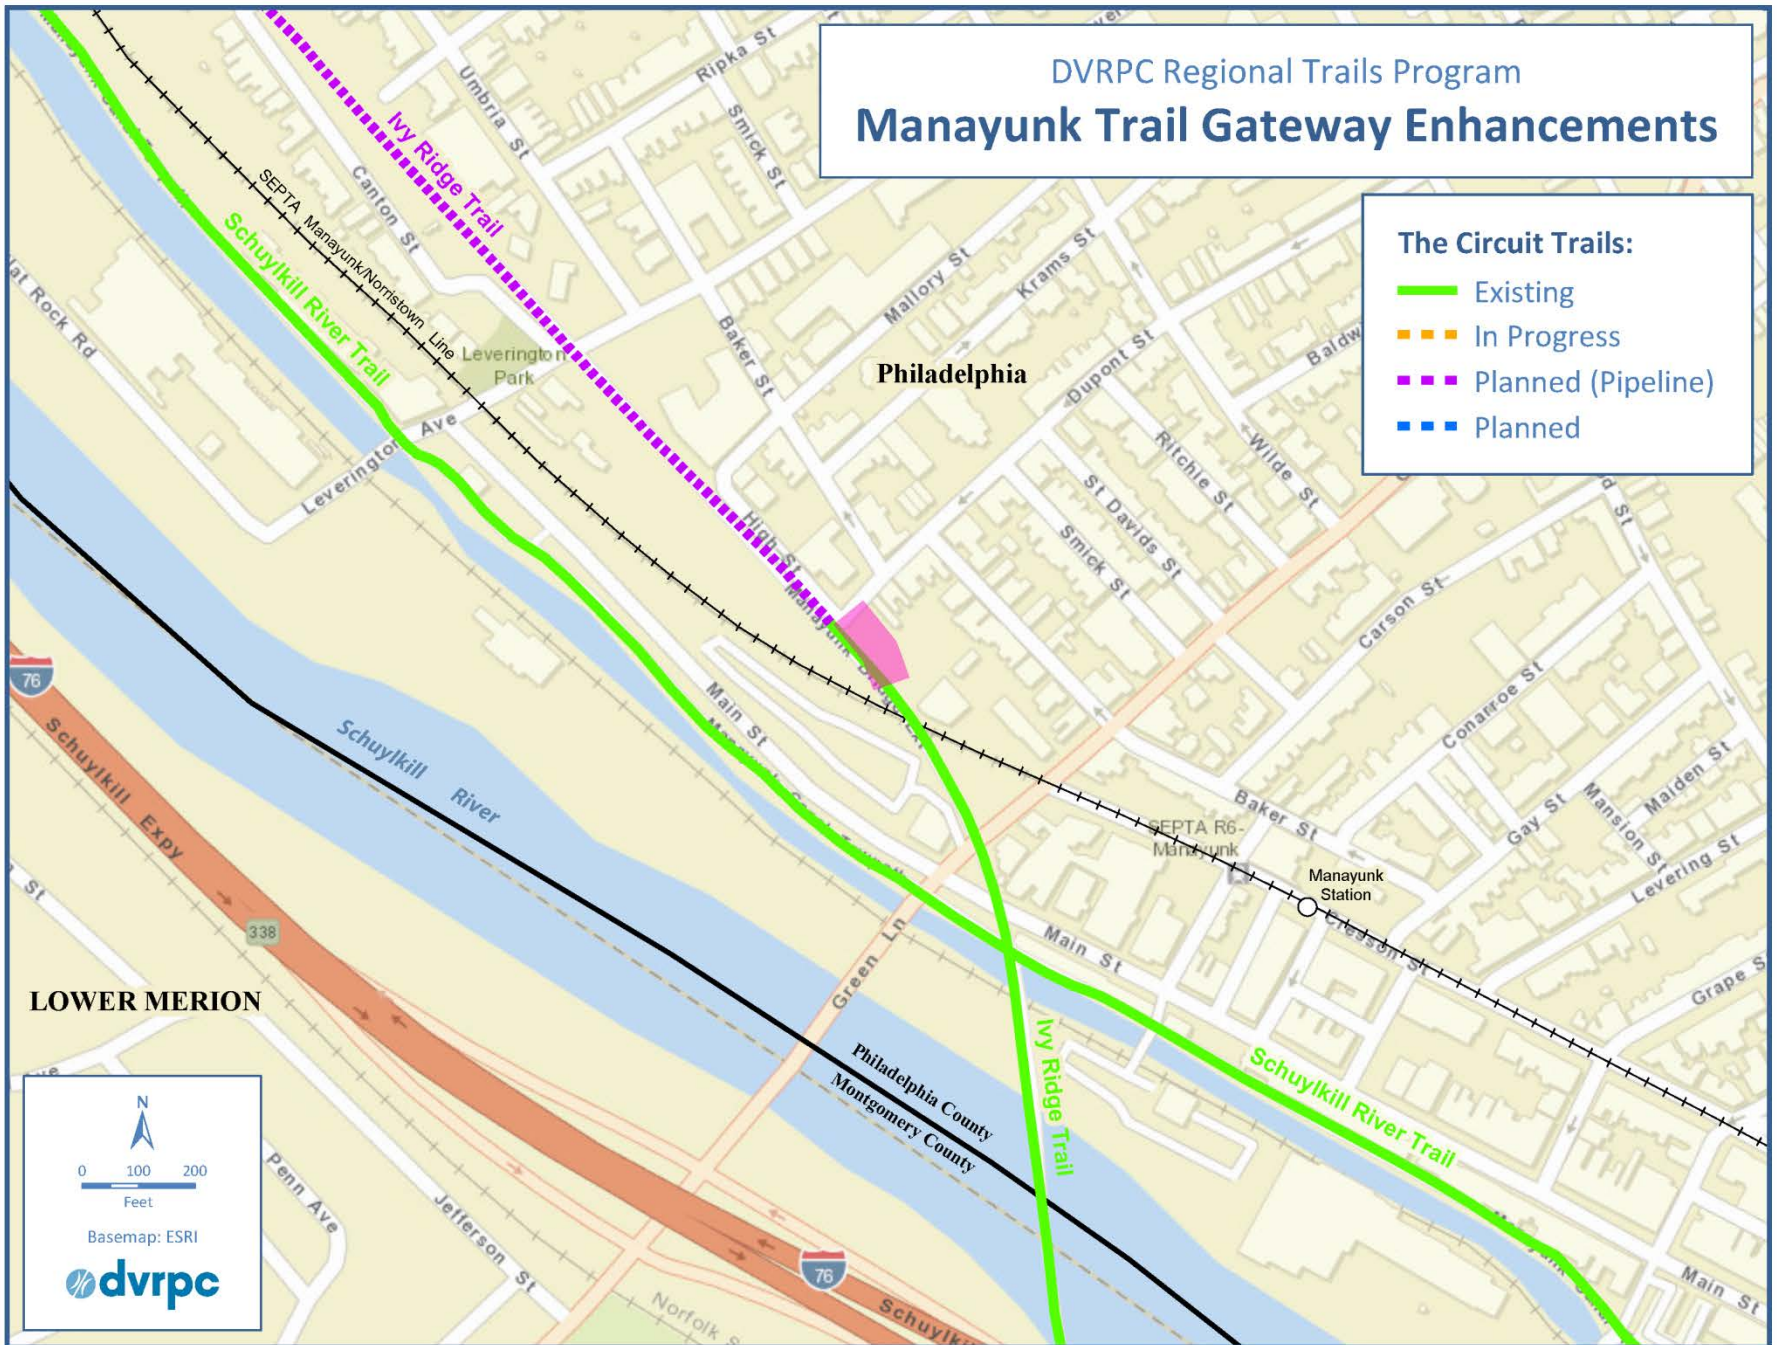 DVRPC Regional Trails Program
Manayunk Trail Gateway Enhancements
The Circuit Trails:
Existing
In Progress
Planned (Pipeline)
Planned
Ripka St
Umbria St
Smick St
Ivy Ridge Trail
Canton St
SEPTA Manayunk/Norristown Line
Schuylkill River Trail
Mallory St
Krams St
Flat Rock Rd
Leverington
Park
Baker St
Philadelphia
Dupont St
Leverington Ave
Ritchie St
Wilde St
St Davids St
Smick St
High St
Carson St
76
Main St
Conarroe St
Schuylkill
River
Maiden St
Mansion St
Gay St
Baker St
SEPTA R6-
Manayunk
Levering St
Schuylkill Expy
Manayunk
Station
Cresson St
338
Green Ln
Main St
Grape S
LOWER MERION
Ivy Ridge Trail
Philadelphia County
Montgomery County
Schuylkill River Trail
N
0 100 200
Feet
Basemap: ESRI
dvrpc
Penn Ave
Jefferson St
76
Main St
Norfolk S